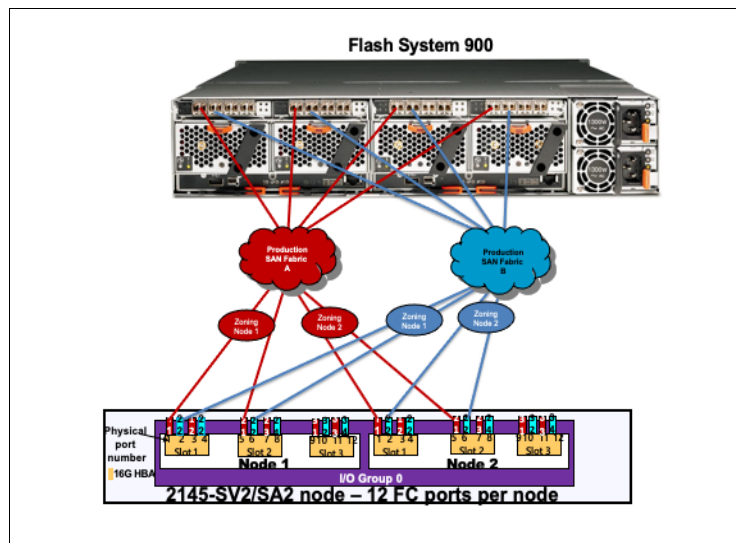 Flash System 900
Production
SAN Fabric
A
Production
SAN Fabric
B
Zoning
Node 1
Zoning
Node 2
Zoning
Node 1
Zoning
Node 2
Physical
port
number
16G HBA
1 2 3 4
5 6 7 8
9 10 11 12
1 2 3 4
5 6 7 8
9 10 11 12
Slot 1
Slot 2
Slot 3
Slot 1
Slot 2
Slot 3
Node 1
Node 2
I/O Group 0
2145-SV2/SA2 node – 12 FC ports per node